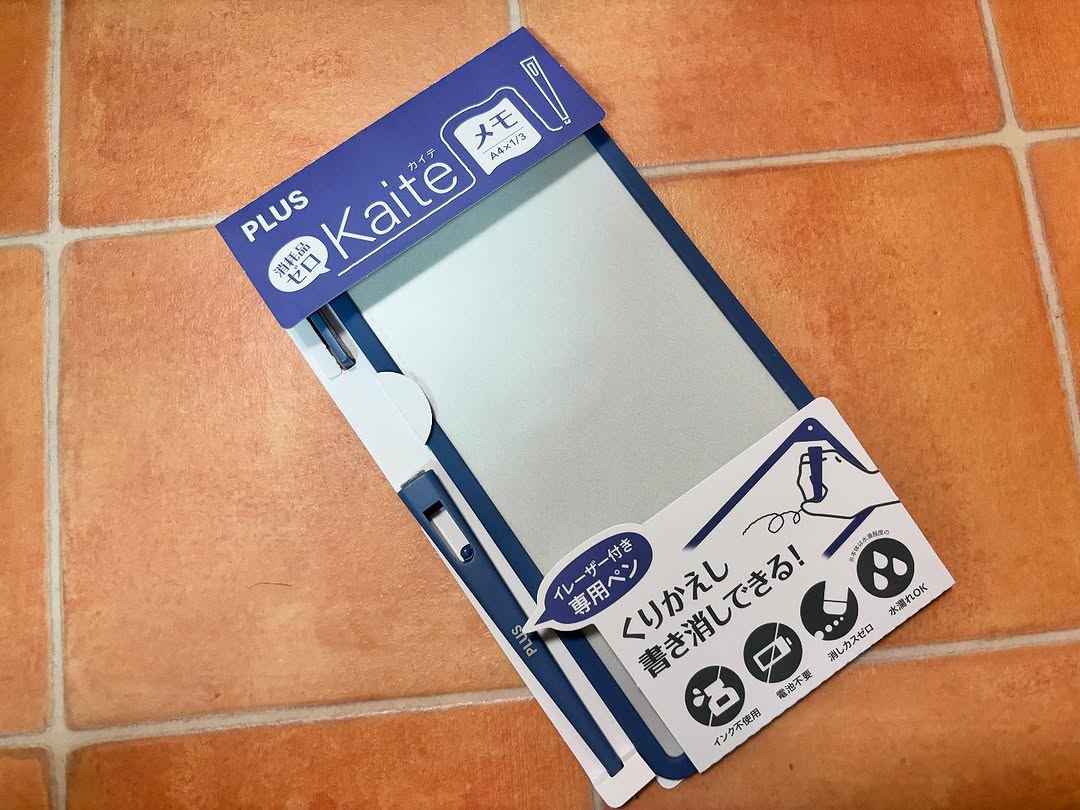 PLUS
消耗品
ゼロ
カイテ
Kaite
メモ
A4×1/3
イレーザー付き
専用ペン
PLUS
くりかえし
書き消しできる!
インク不使用
電池不要
消しカスゼロ
水濡れOK